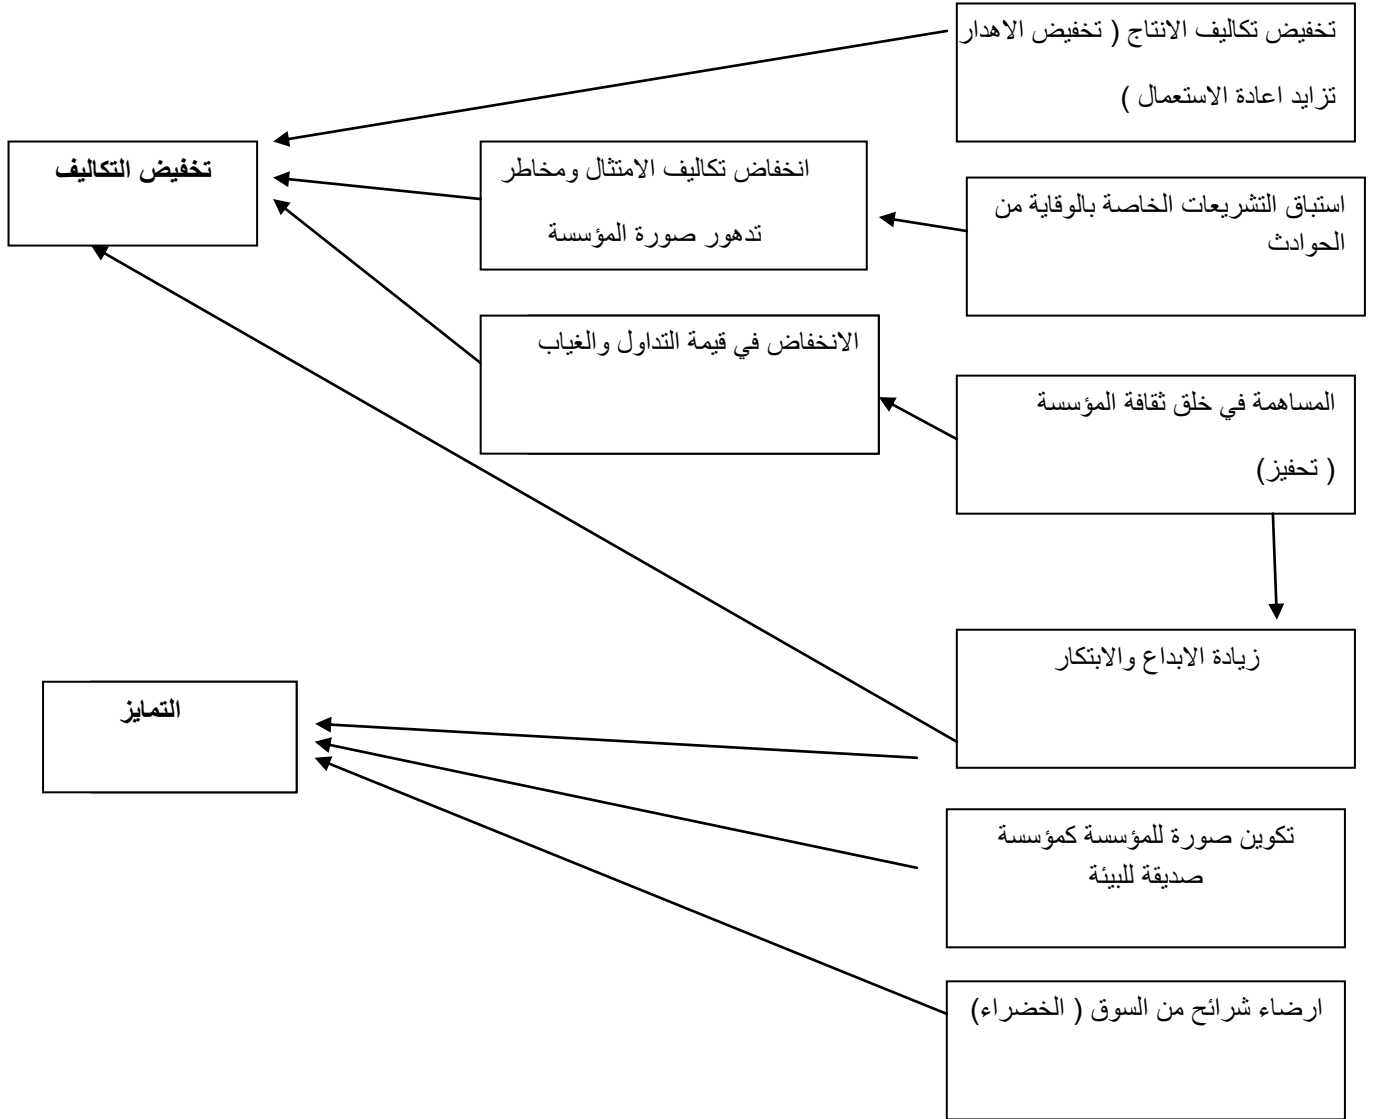 تخفيض تكاليف الانتاج ( تخفيض الاهدار
تزايد اعادة الاستعمال )
تخفيض التكاليف
انخفاض تكاليف الامتثال ومخاطر
تدهور صورة المؤسسة
استباق التشريعات الخاصة بالوقاية من
الحوادث
الانخفاض في قيمة التداول والغياب
المساهمة في خلق ثقافة المؤسسة
( تحفيز)
زيادة الابداع والابتكار
التمايز
تكوين صورة للمؤسسة كمؤسسة
صديقة للبيئة
ارضاء شرائح من السوق ( الخضراء)